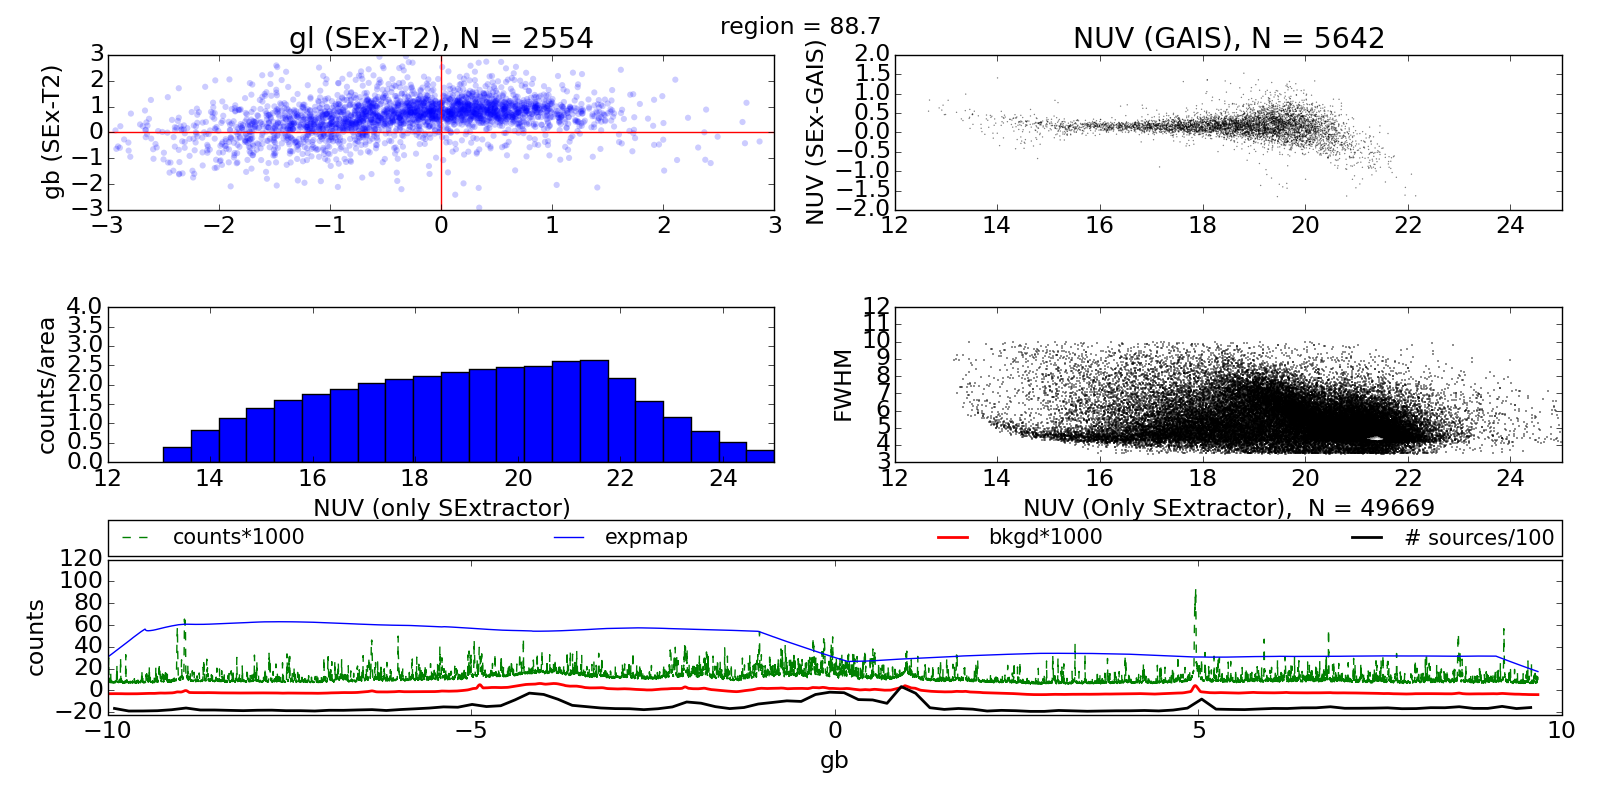 region = 88.7
gl (SEx-T2), N = 2554
NUV (GAIS), N = 5642
gb (SEx-T2)
3
2
1
0
−1
−2
−3
−3 −2 −1 0 1 2 3
NUV (SEx-GAIS)
2.0
1.5
1.0
0.5
0.0
−0.5
−1.0
−1.5
−2.0
12 14 16 18 20 22 24
counts/area
4.0
3.5
3.0
2.5
2.0
1.5
1.0
0.5
0.0
12 14 16 18 20 22 24
NUV (only SExtractor)
FWHM
12
11
10
9
8
7
6
5
4
3
12 14 16 18 20 22 24
NUV (Only SExtractor), N = 49669
counts*1000 expmap bkgd*1000 # sources/100
counts
120
100
80
60
40
20
0
−20
−10 −5 0 5 10
gb